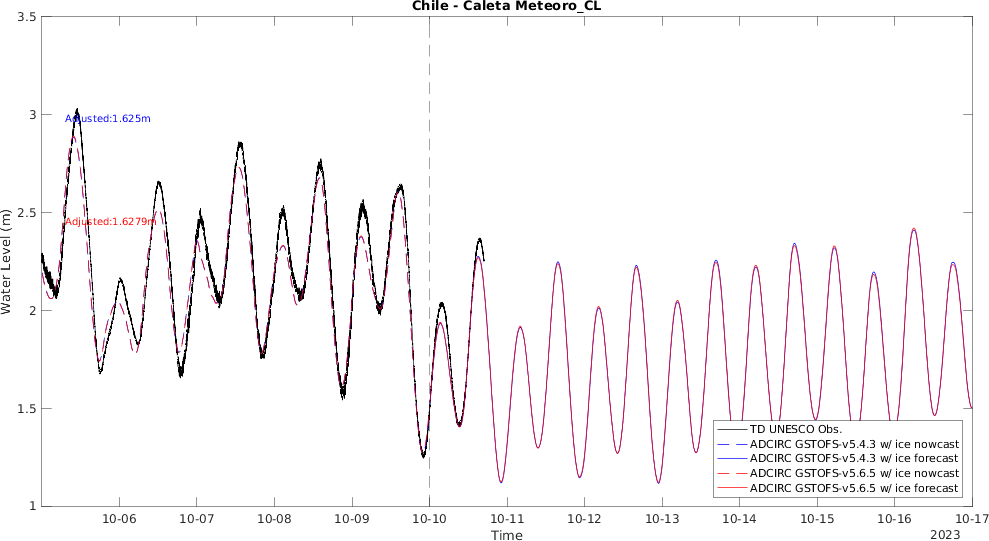 Chile - Caleta Meteoro_CL
3.5
3
2.5
2
1.5
1
Water Level (m)
Adjusted:1.625m
Adjusted:1.6279m
TD UNESCO Obs.
ADCIRC GSTOFS-v5.4.3 w/ ice nowcast
ADCIRC GSTOFS-v5.4.3 w/ ice forecast
ADCIRC GSTOFS-v5.6.5 w/ ice nowcast
ADCIRC GSTOFS-v5.6.5 w/ ice forecast
10-06 10-07 10-08 10-09 10-10 10-11 10-12 10-13 10-14 10-15 10-16 10-17
Time
2023